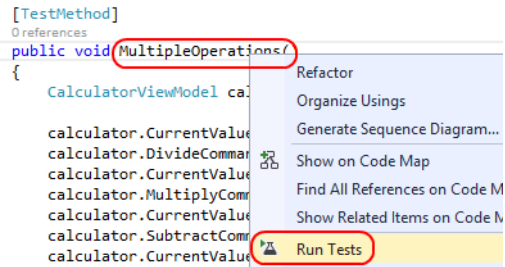 [TestMethod]
0 references
public void MultipleOperations(
{
CalculatorViewModel cal
calculator.CurrentValue
calculator.DivideComman
calculator.CurrentValue
calculator.MultiplyComm
calculator.CurrentValue
calculator.SubtractComm
calculator.CurrentValue
Refactor
Organize Usings
Generate Sequence Diagram...
Show on Code Map
Find All References on Code M
Show Related Items on Code M
Run Tests